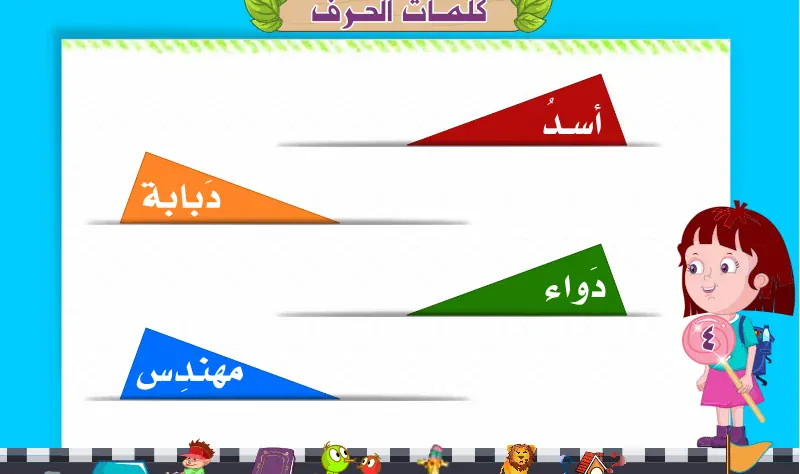 كلمات الحرف
أسدُ
دَبابة
دَواء
مهندِس
٤